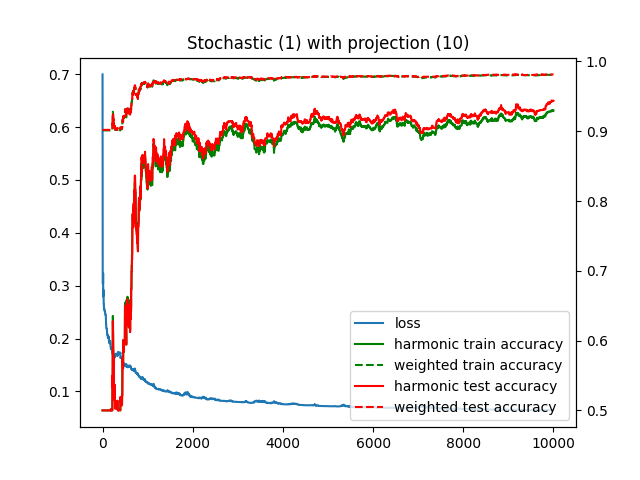 Stochastic (1) with projection (10)
0.7
0.6
0.5
0.4
0.3
0.2
0.1
1.0
0.9
0.8
0.7
0.6
0.5
loss
harmonic train accuracy
weighted train accuracy
harmonic test accuracy
weighted test accuracy
0 2000 4000 6000 8000 10000